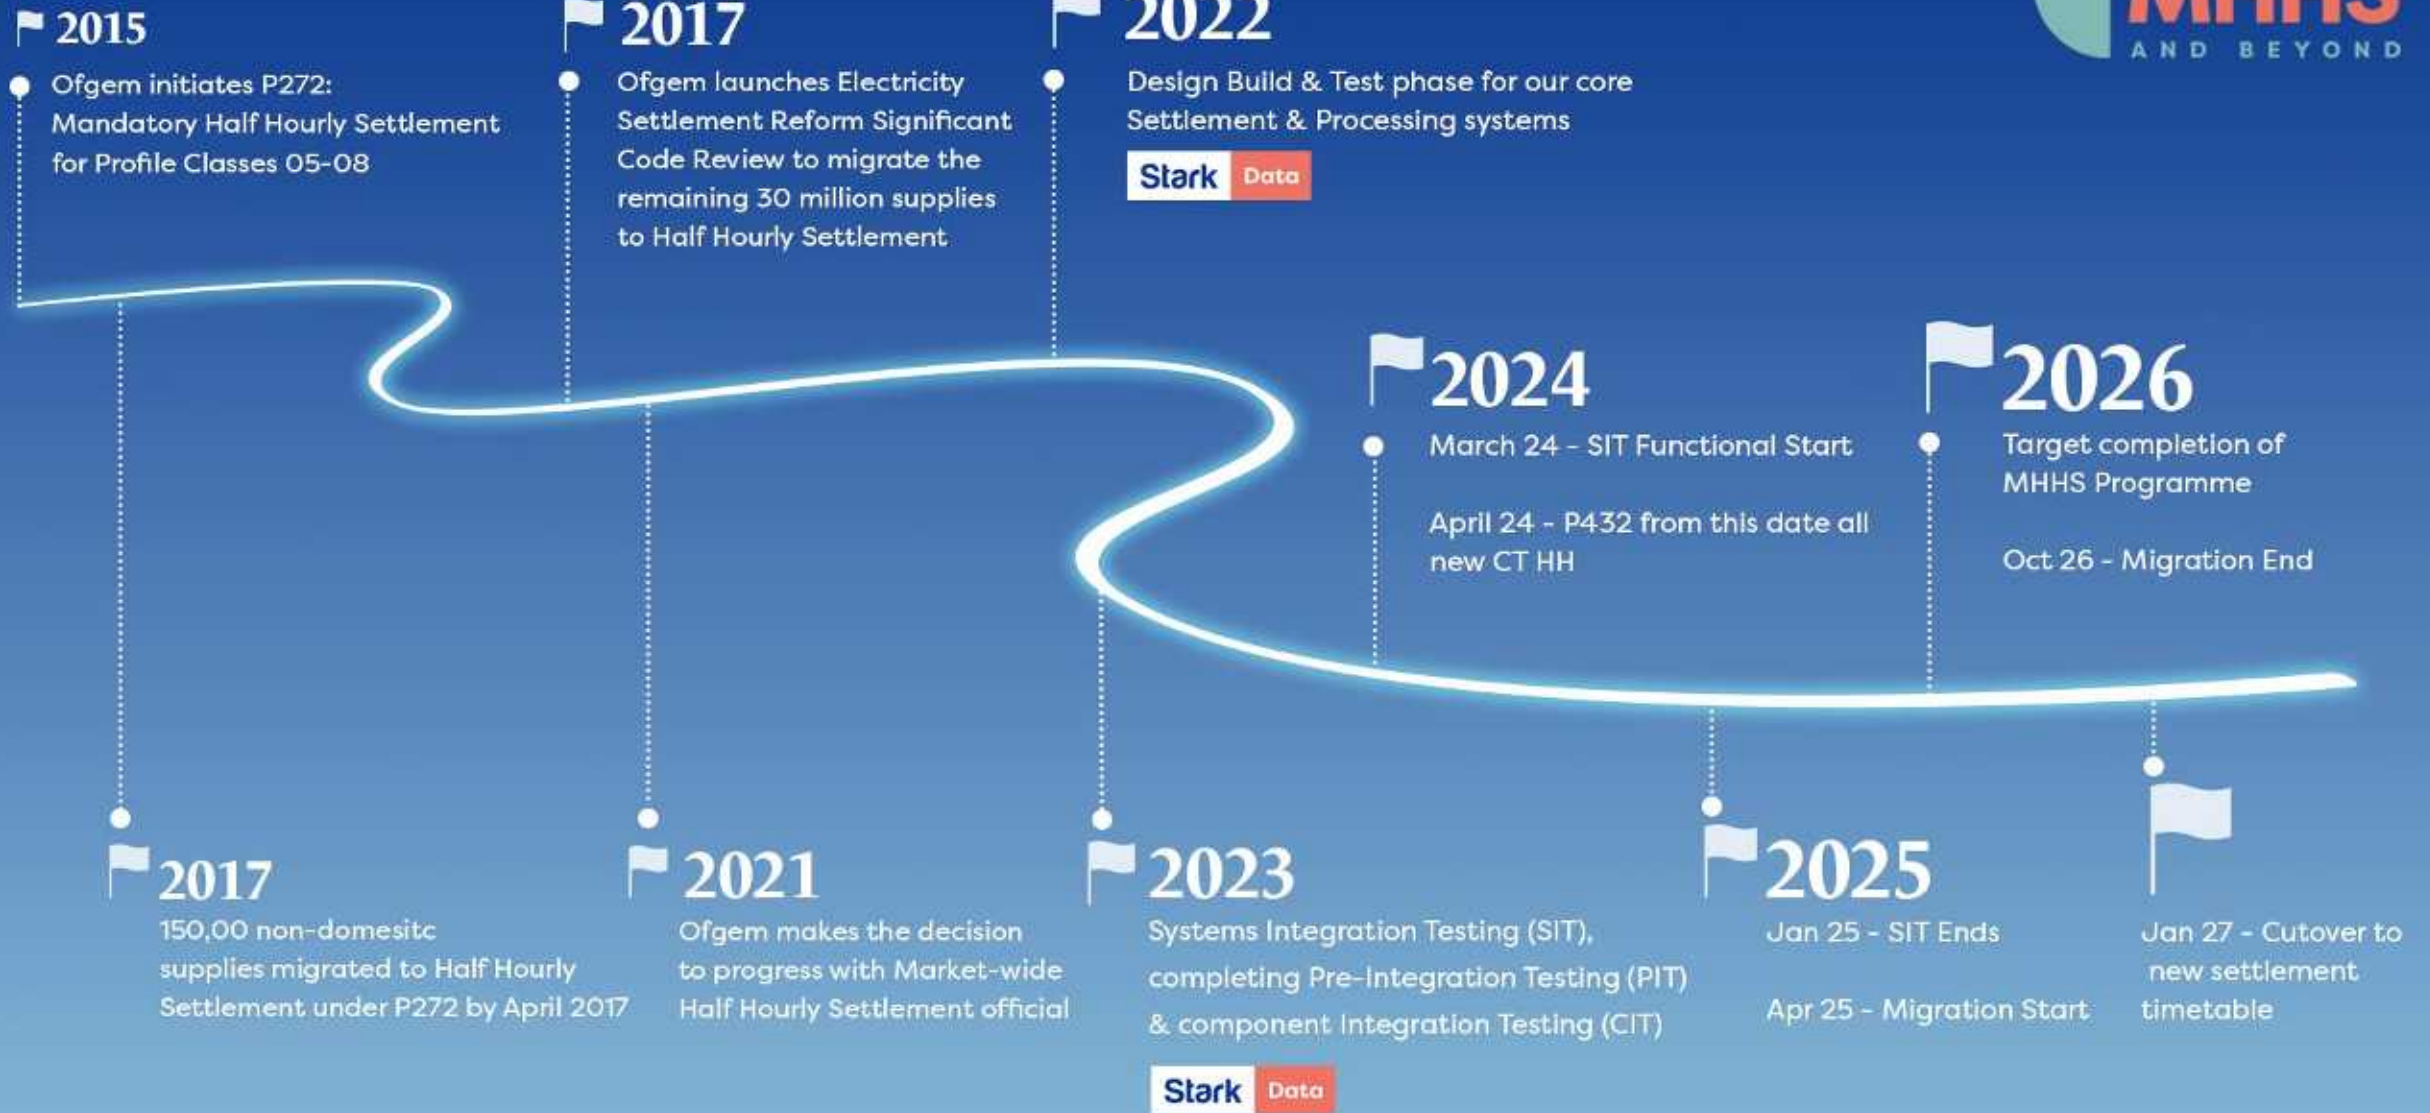 2015
Ofgem initiates P272:
Mandatory Half Hourly Settlement
for Profile Classes 05-08
2017
Ofgem launches Electricity
Settlement Reform Significant
Code Review to migrate the
remaining 30 million supplies
to Half Hourly Settlement
2022
Design Build & Test phase for our core
Settlement & Processing systems
Stark Data
MHHS
AND BEYOND
2024
March 24 - SIT Functional Start
April 24 - P432 from this date all
new CT HH
2026
Target completion of
MHHS Programme
Oct 26 - Migration End
2017
150,00 non-domesitc
supplies migrated to Half Hourly
Settlement under P272 by April 2017
2021
Ofgem makes the decision
to progress with Market-wide
Half Hourly Settlement official
2023
Systems Integration Testing (SIT),
completing Pre-Integration Testing (PIT)
& component Integration Testing (CIT)
Stark Data
2025
Jan 25 - SIT Ends
Apr 25 - Migration Start
Jan 27 - Cutover to
new settlement
timetable